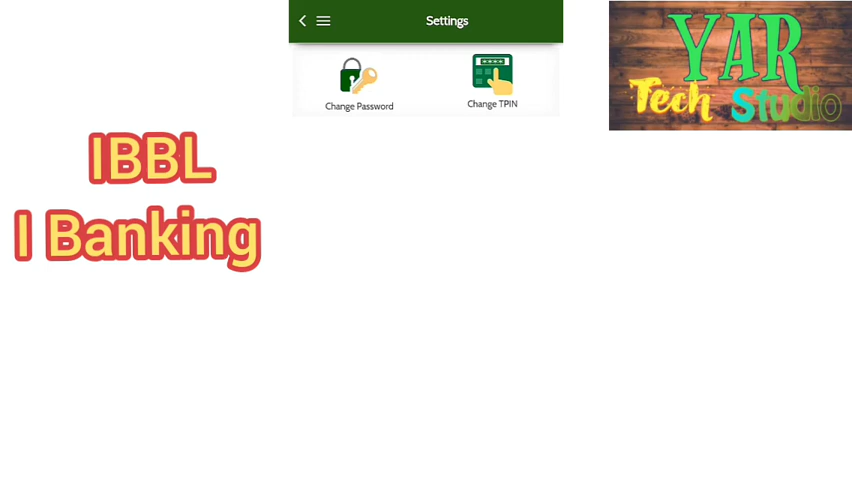 IBBL
I Banking
Settings
****
Change Password
Change TPIN
YAR
Tech Studio